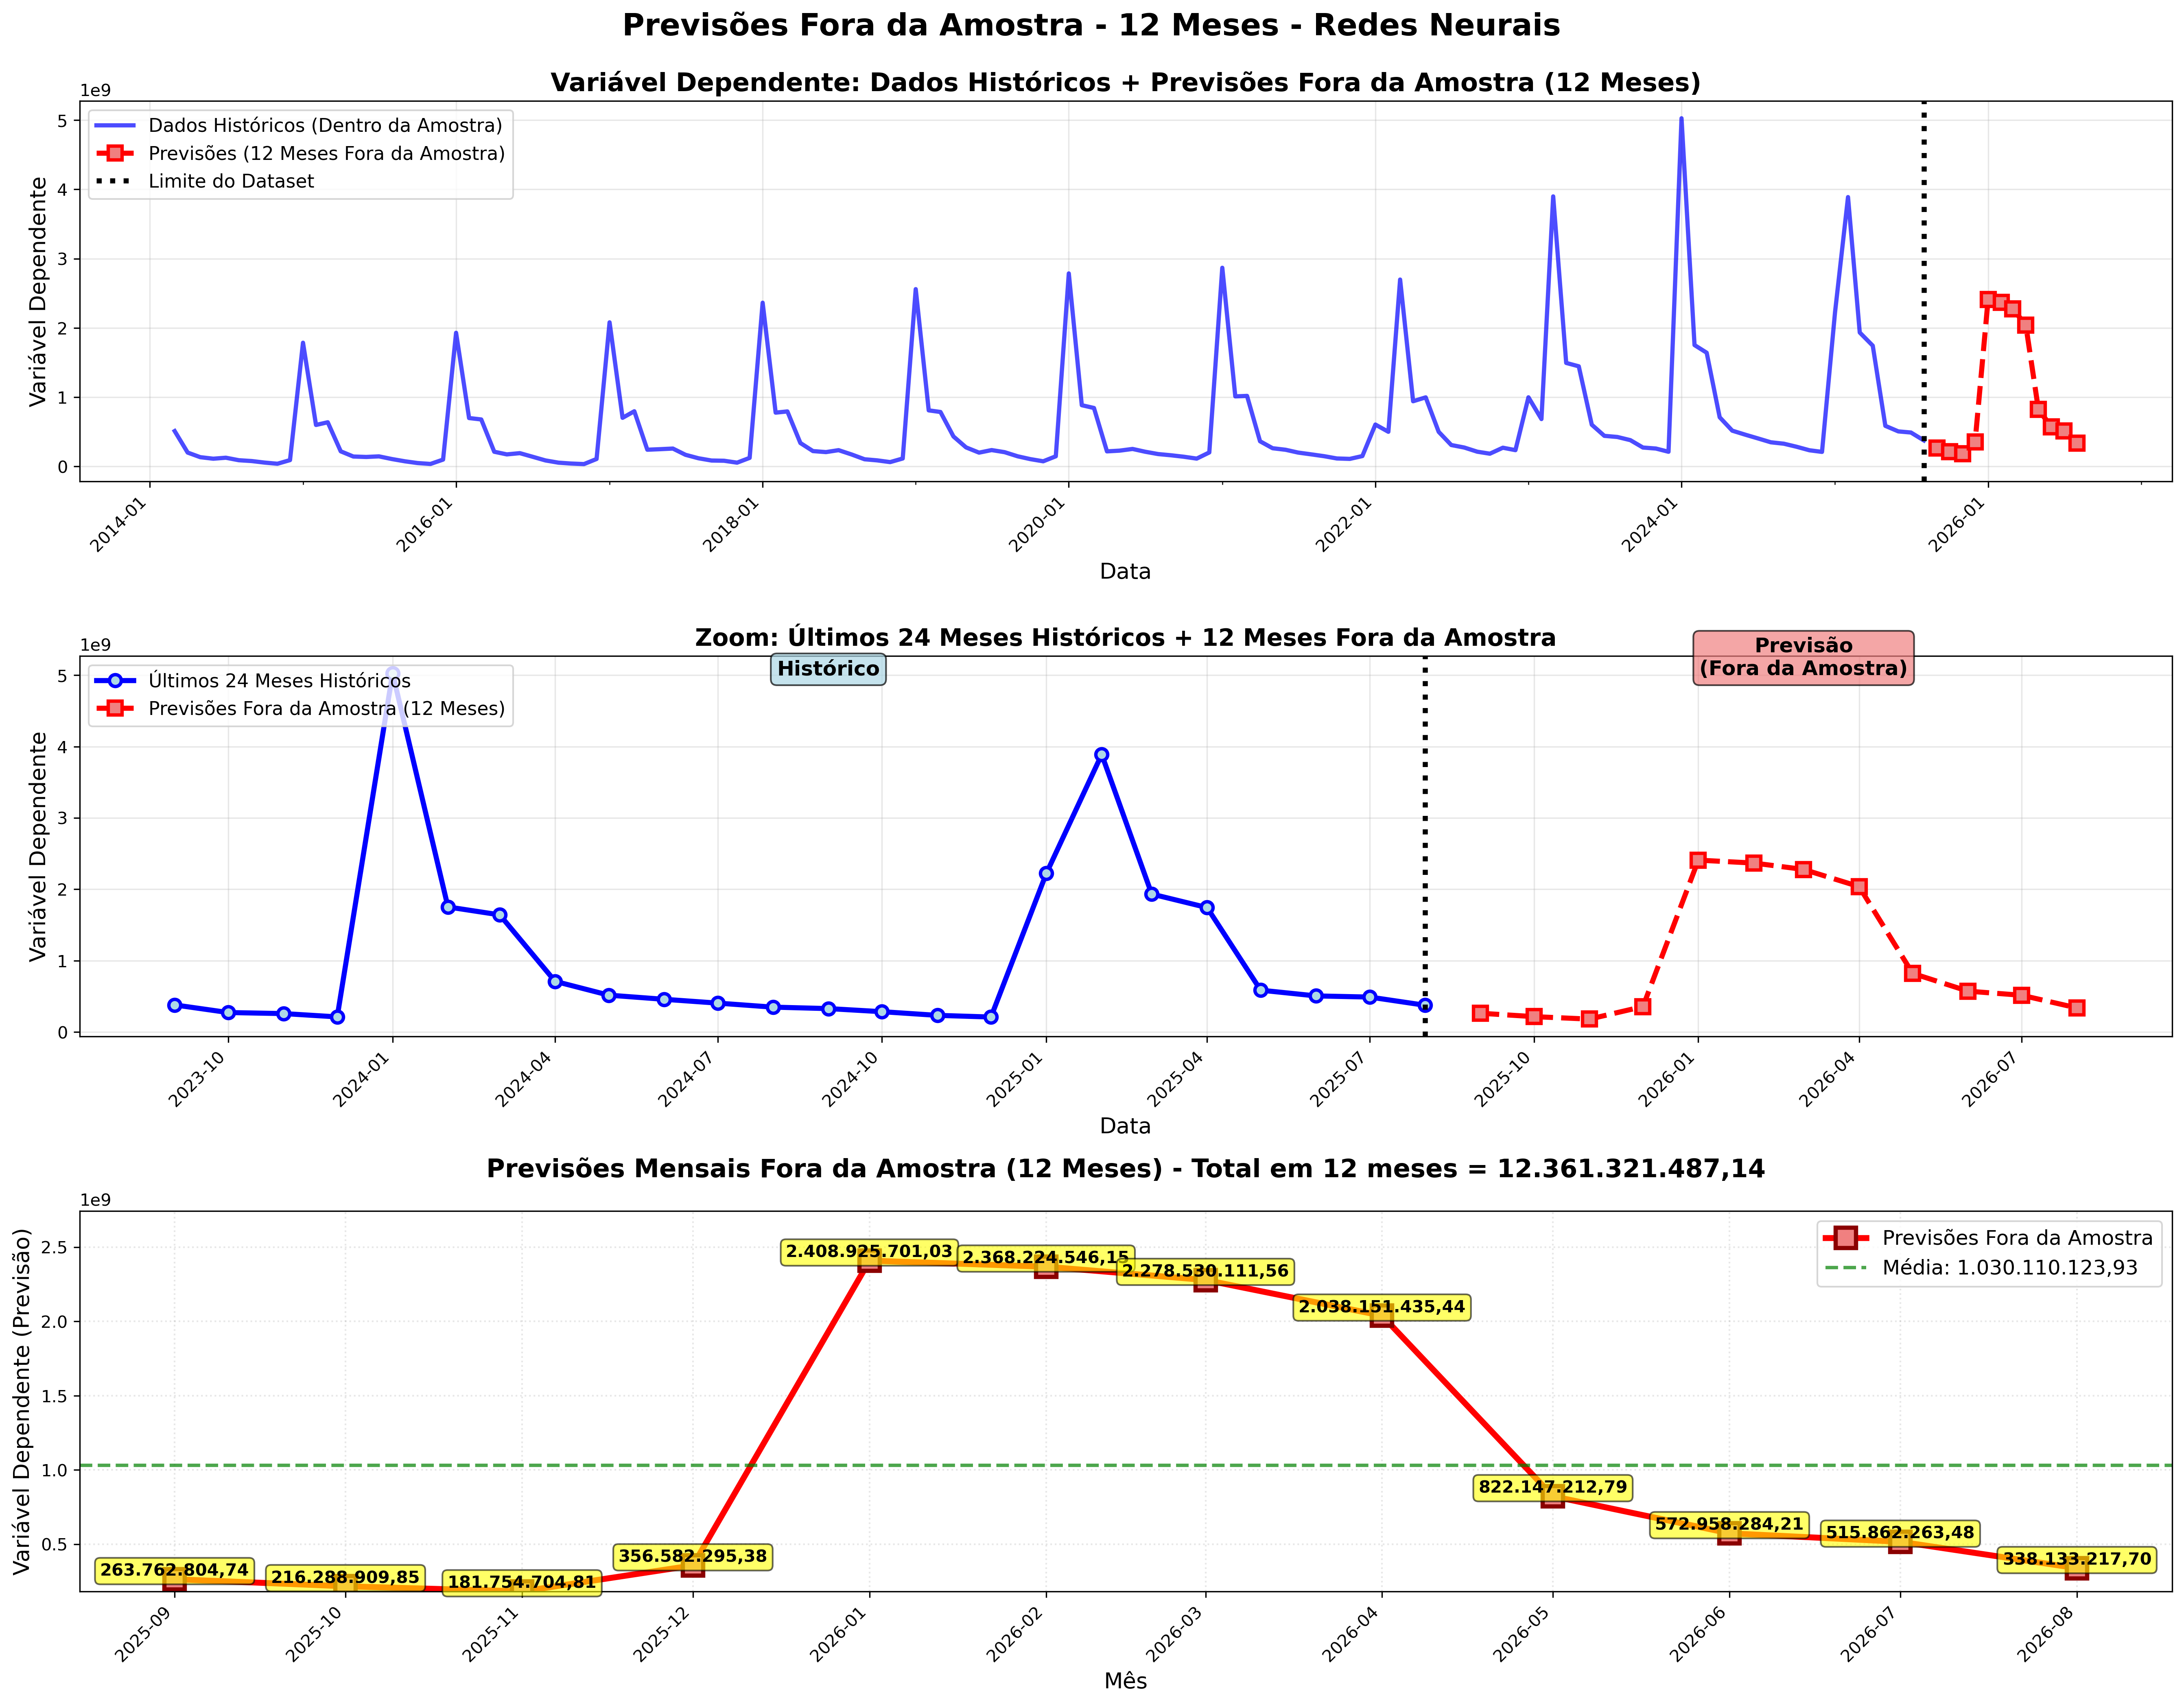 Previsões Fora da Amostra - 12 Meses - Redes Neurais
Variável Dependente: Dados Históricos + Previsões Fora da Amostra (12 Meses)
1e9
Dados Históricos (Dentro da Amostra)
Previsões (12 Meses Fora da Amostra)
Limite do Dataset
Variável Dependente
5
4
3
2
1
0
2014-01
2016-01
2018-01
2020-01
2022-01
2024-01
2026-01
Data
Zoom: Últimos 24 Meses Históricos + 12 Meses Fora da Amostra
1e9
Últimos 24 Meses Históricos
Previsões Fora da Amostra (12 Meses)
Histórico
Previsão
(Fora da Amostra)
Variável Dependente
5
4
3
2
1
0
2023-10
2024-01
2024-04
2024-07
2024-10
2025-01
2025-04
2025-07
2025-10
2026-01
2026-04
2026-07
Data
Previsões Mensais Fora da Amostra (12 Meses) - Total em 12 meses = 12.361.321.487,14
1e9
Previsões Fora da Amostra
Média: 1.030.110.123,93
Variável Dependente (Previsão)
2.5
2.0
1.5
1.0
0.5
263.762.804,74
216.288.909,85
181.754.704,81
356.582.295,38
2.408.925.701,03
2.368.224.546,15
2.278.530.111,56
2.038.151.435,44
822.147.212,79
572.958.284,21
515.862.263,48
338.133.217,70
2025-09
2025-10
2025-11
2025-12
2026-01
2026-02
2026-03
2026-04
2026-05
2026-06
2026-07
2026-08
Mês